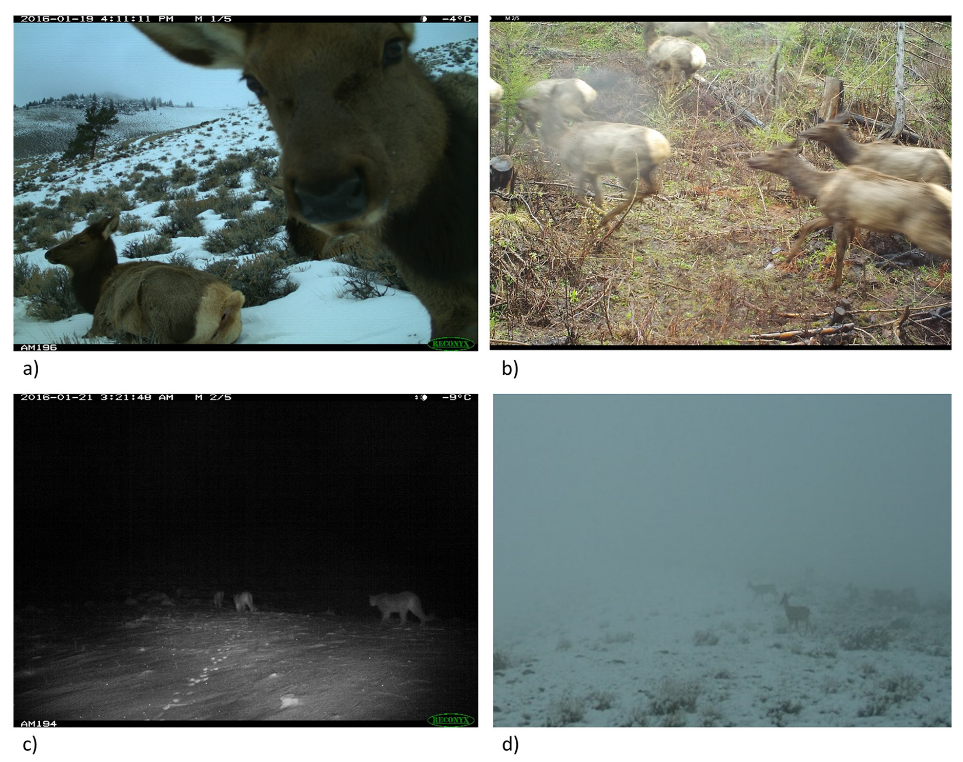 2016-01-19 4:11:11 PM M 1/5 -4°C
M 2/5
AM196 RECONYX
a) b)
2016-01-21 3:21:48 AM M 2/5 -9°C
AM194 RECONYX
c) d)